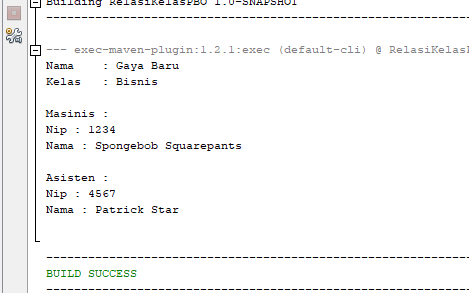 Building RelasiKelasPBO 1.0-SNAPSHOT
------------------------------------------------------------
--- exec-maven-plugin:1.2.1:exec (default-cli) @ RelasiKelas
Nama    : Gaya Baru
Kelas   : Bisnis
Masinis :
Nip : 1234
Nama : Spongebob Squarepants
Asisten :
Nip : 4567
Nama : Patrick Star
------------------------------------------------------------
BUILD SUCCESS
------------------------------------------------------------